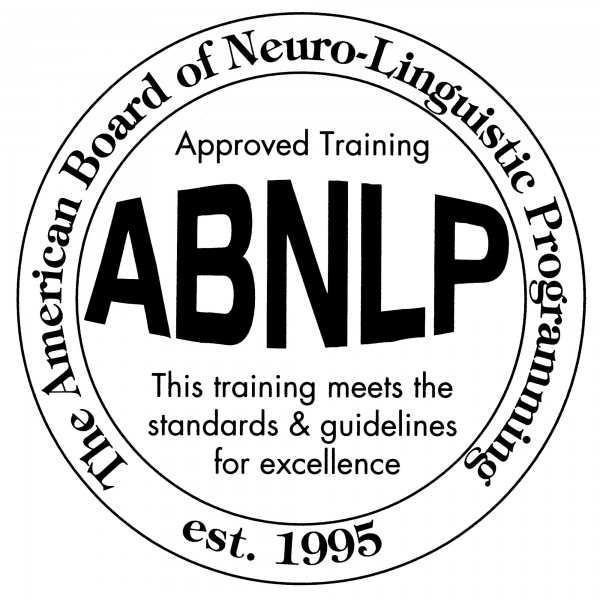 The American Board of Neuro-Linguistic Programming
Approved Training
ABNLP
This training meets the
standards & guidelines
for excellence
est. 1995